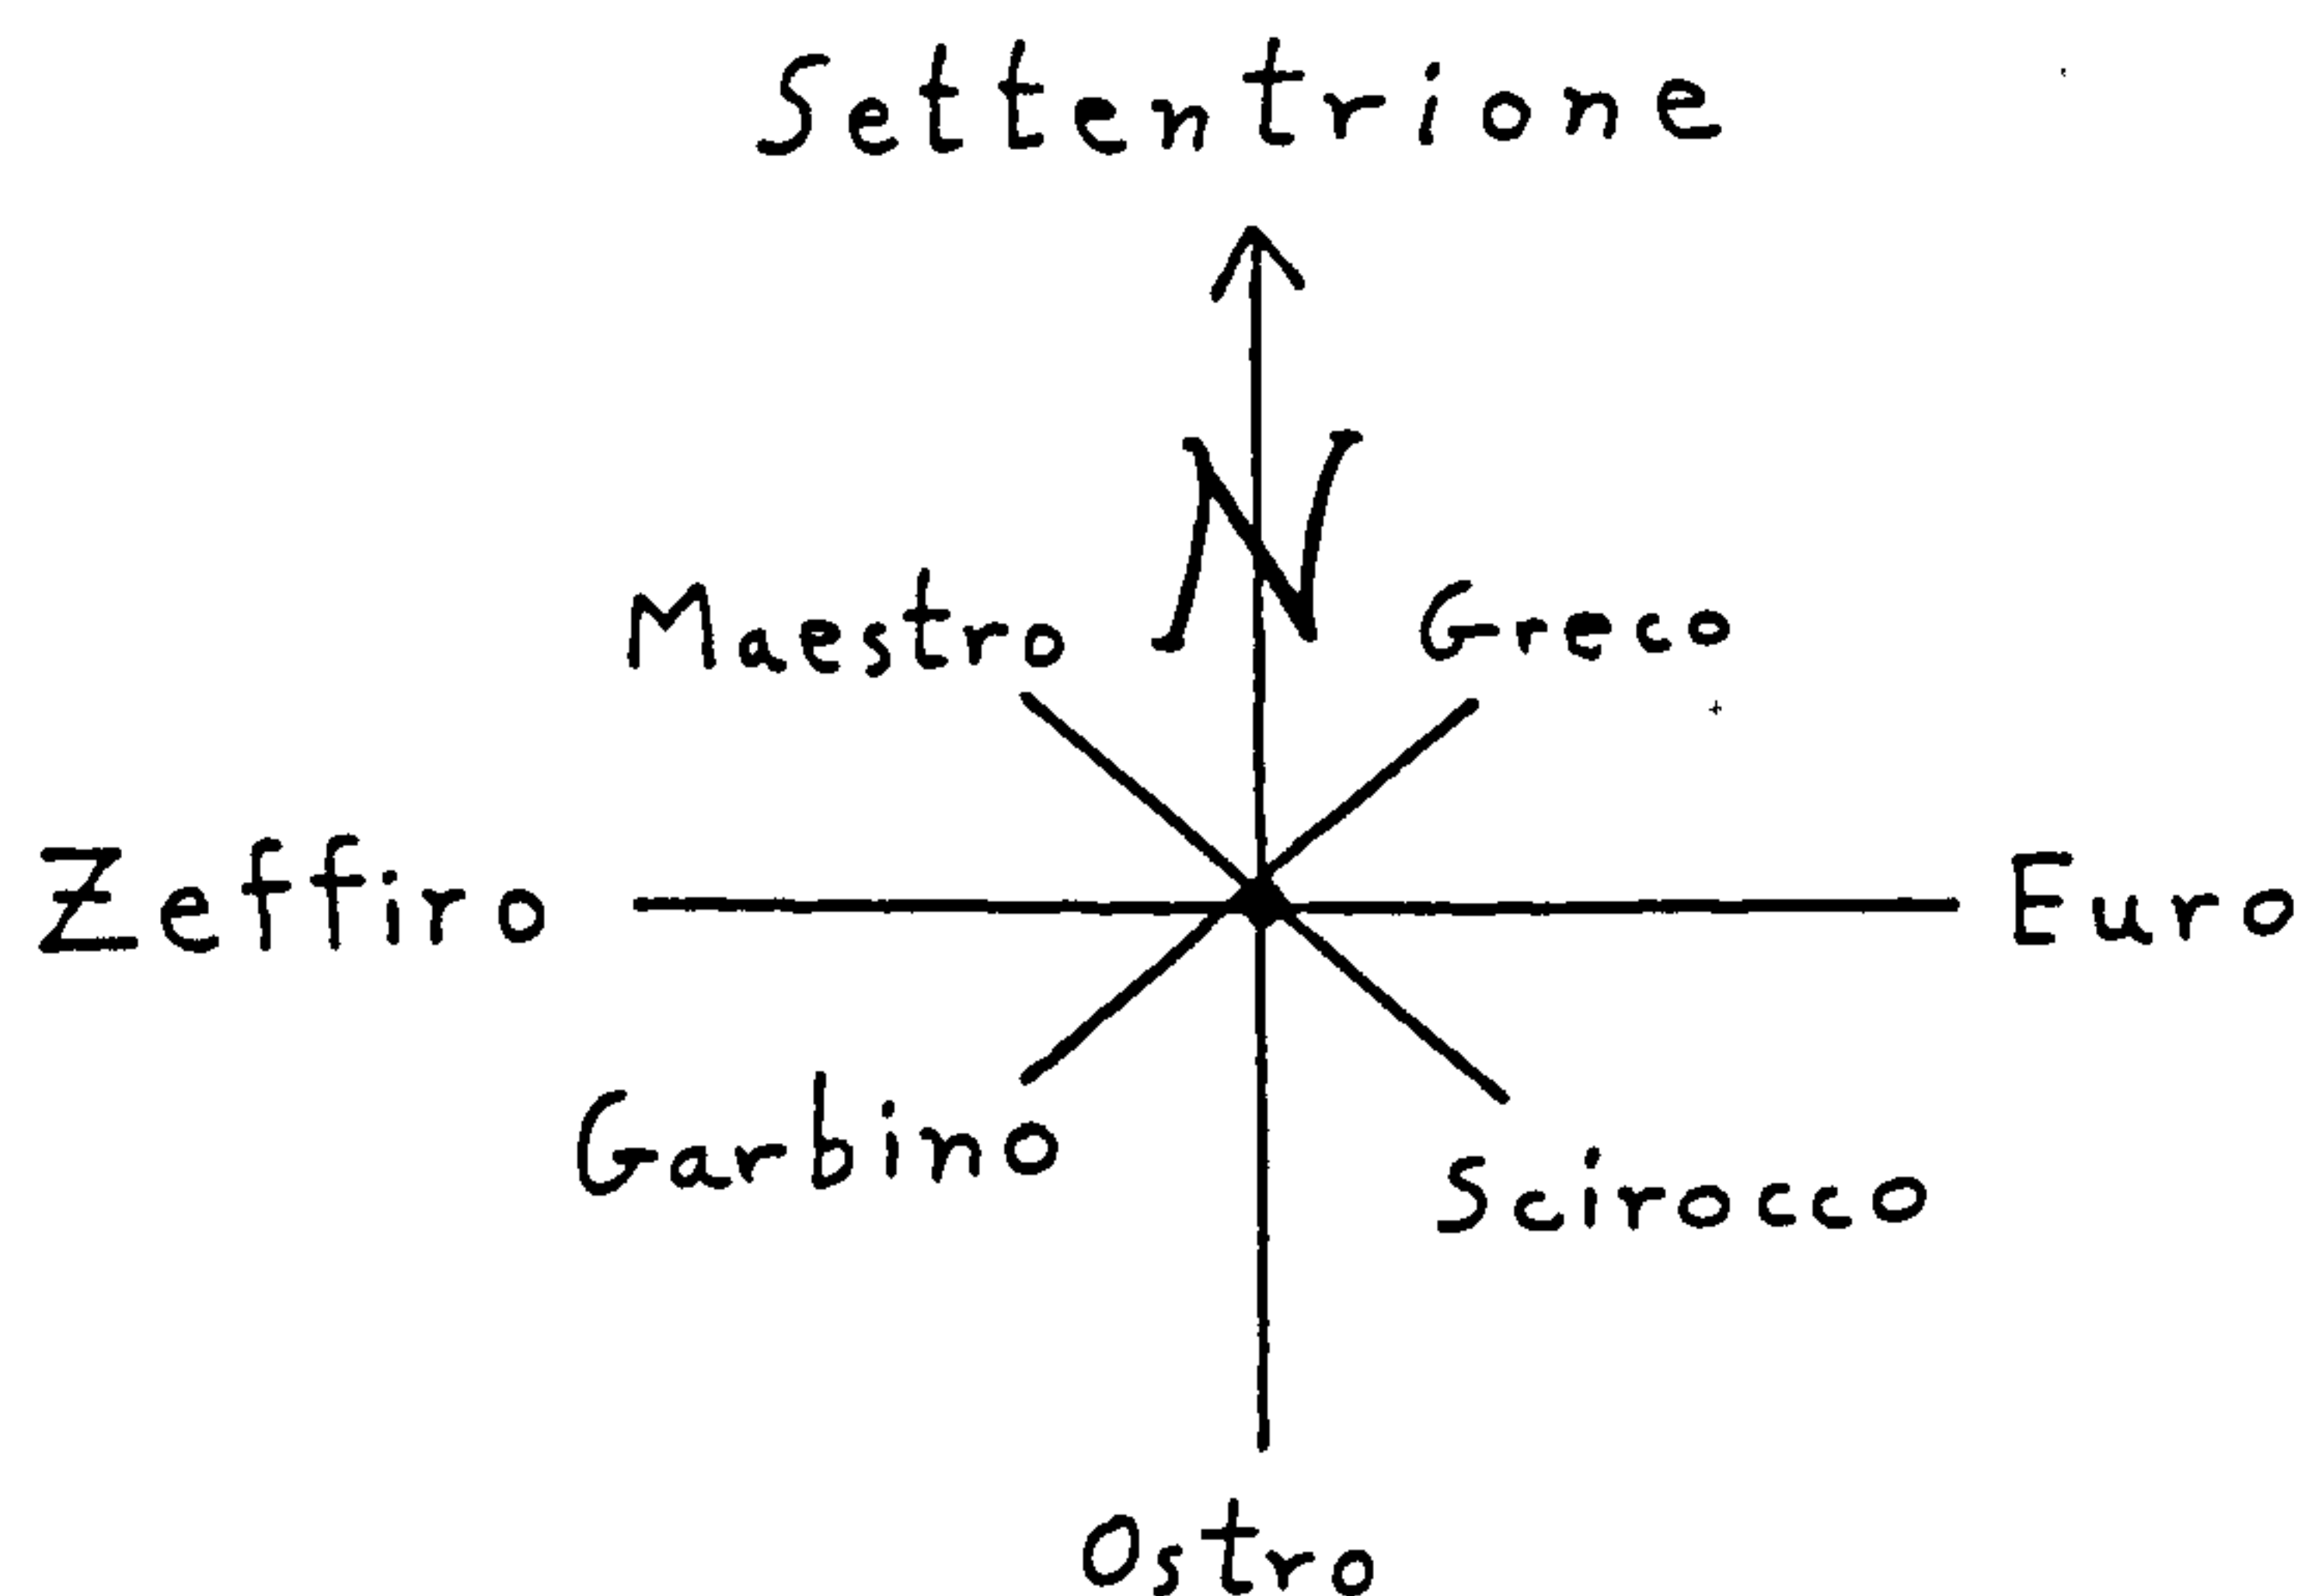 Settentrione
N
Maestro
Greco
Zeffiro
Euro
Garbino
Scirocco
Ostro